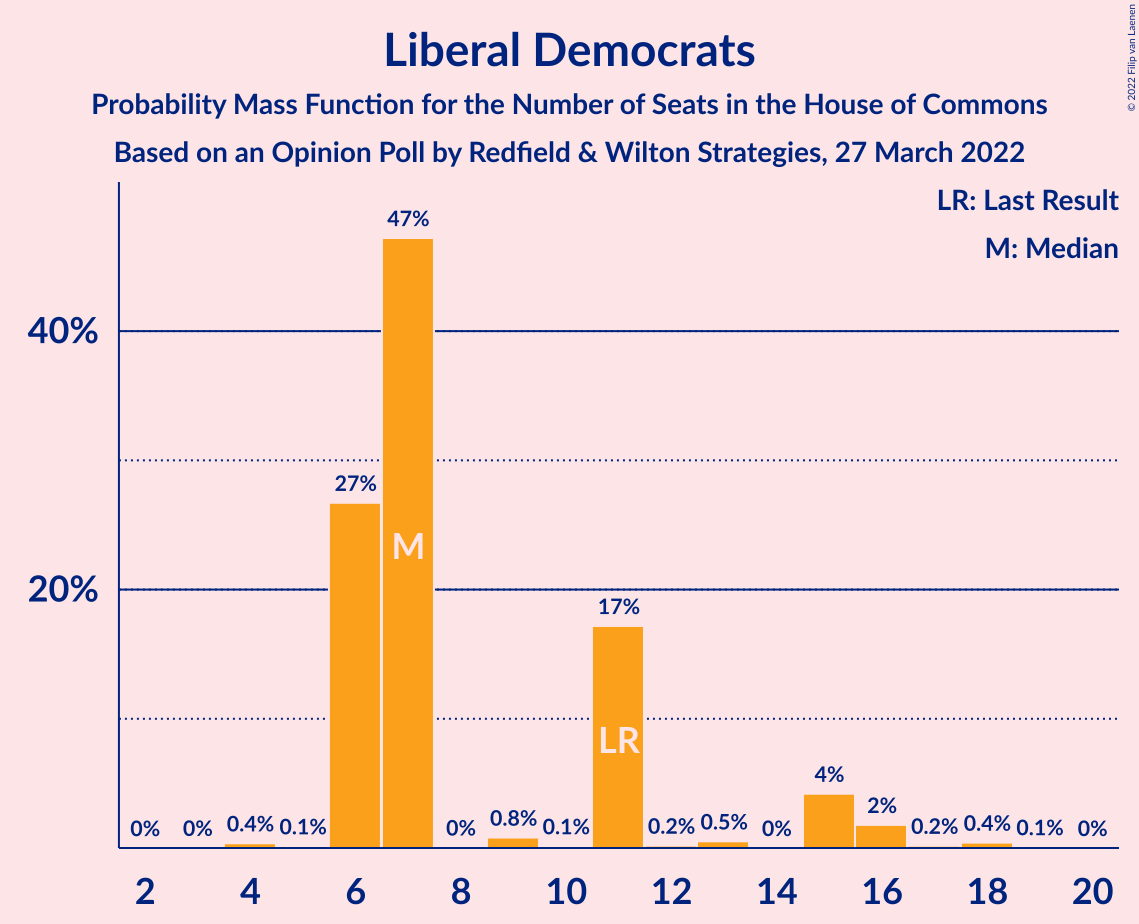 © 2022 Filip van Laenen
Liberal Democrats
Probability Mass Function for the Number of Seats in the House of Commons
Based on an Opinion Poll by Redfield & Wilton Strategies, 27 March 2022
LR: Last Result
M: Median
40%
20%
0%
0%
0.4%
0.1%
27%
47%
0%
0.8%
0.1%
17%
0.2%
0.5%
0%
4%
2%
0.2%
0.4%
0.1%
0%
M
LR
2 4 6 8 10 12 14 16 18 20